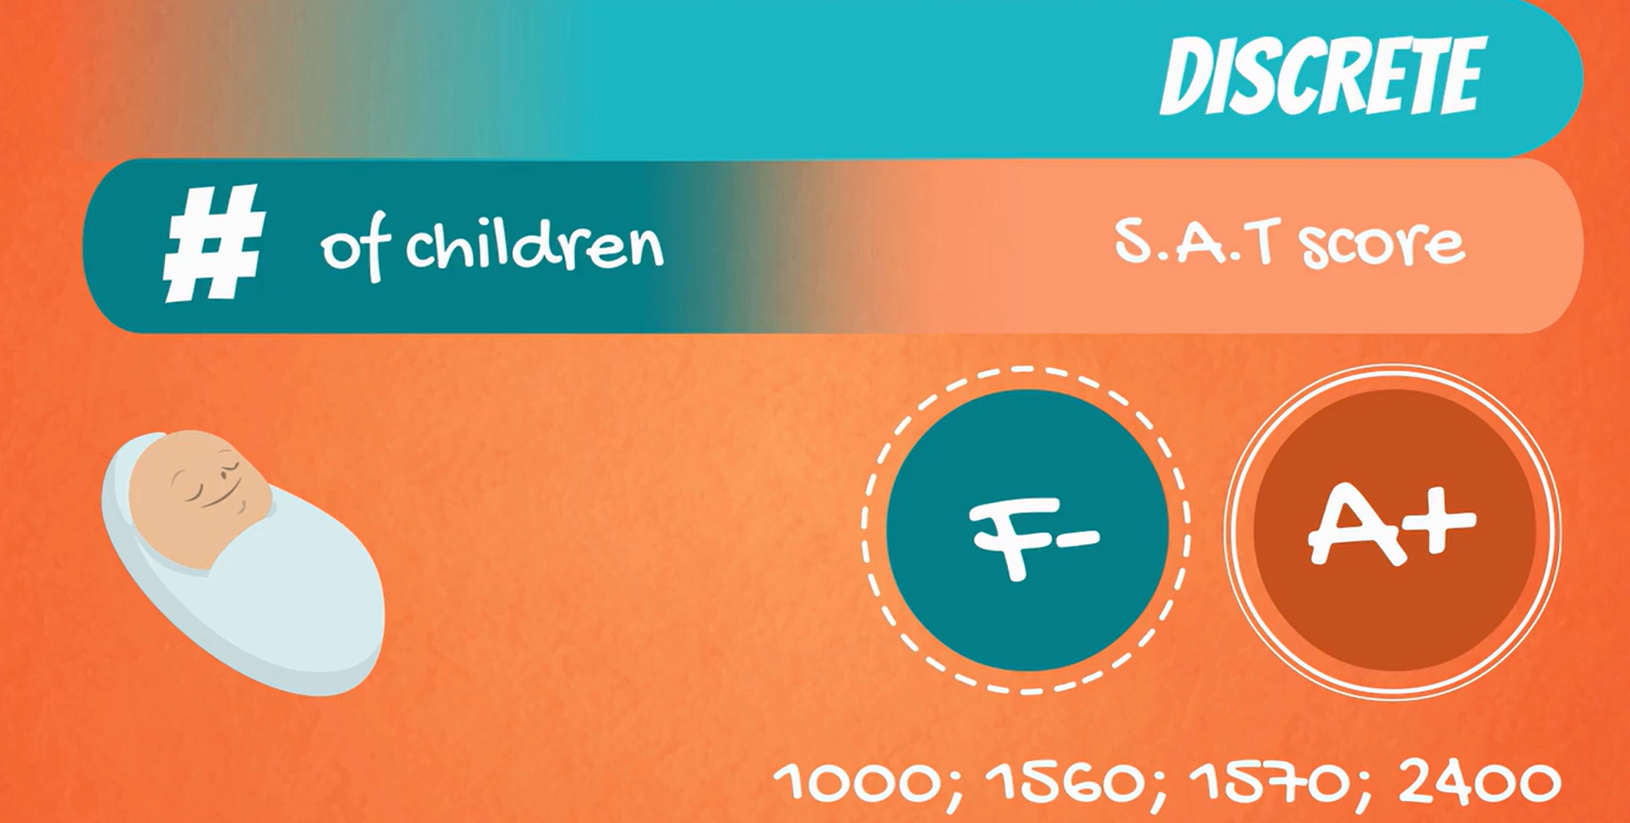 DISCRETE
# of children
S.A.T score
F-
A+
1000; 1560; 1570; 2400